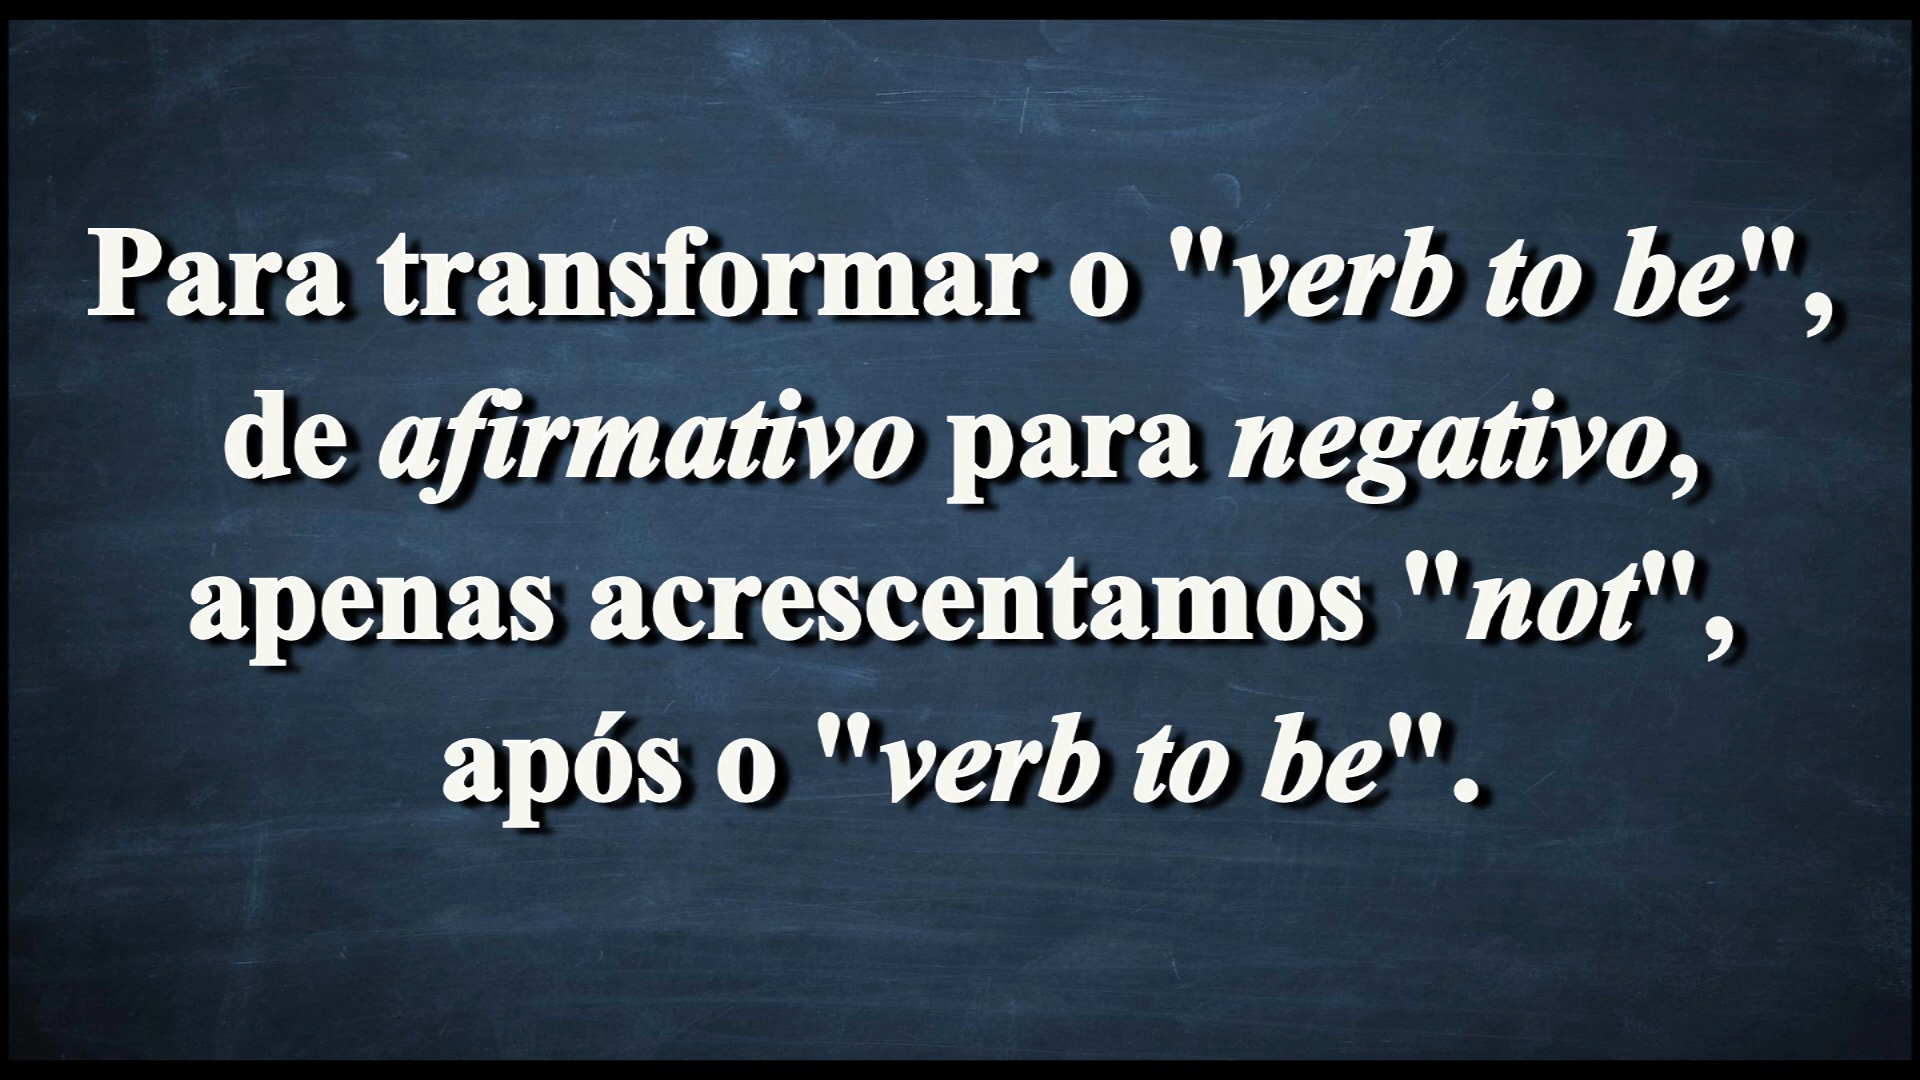 Para transformar o "verb to be",
de afirmativo para negativo,
apenas acrescentamos "not",
após o "verb to be".